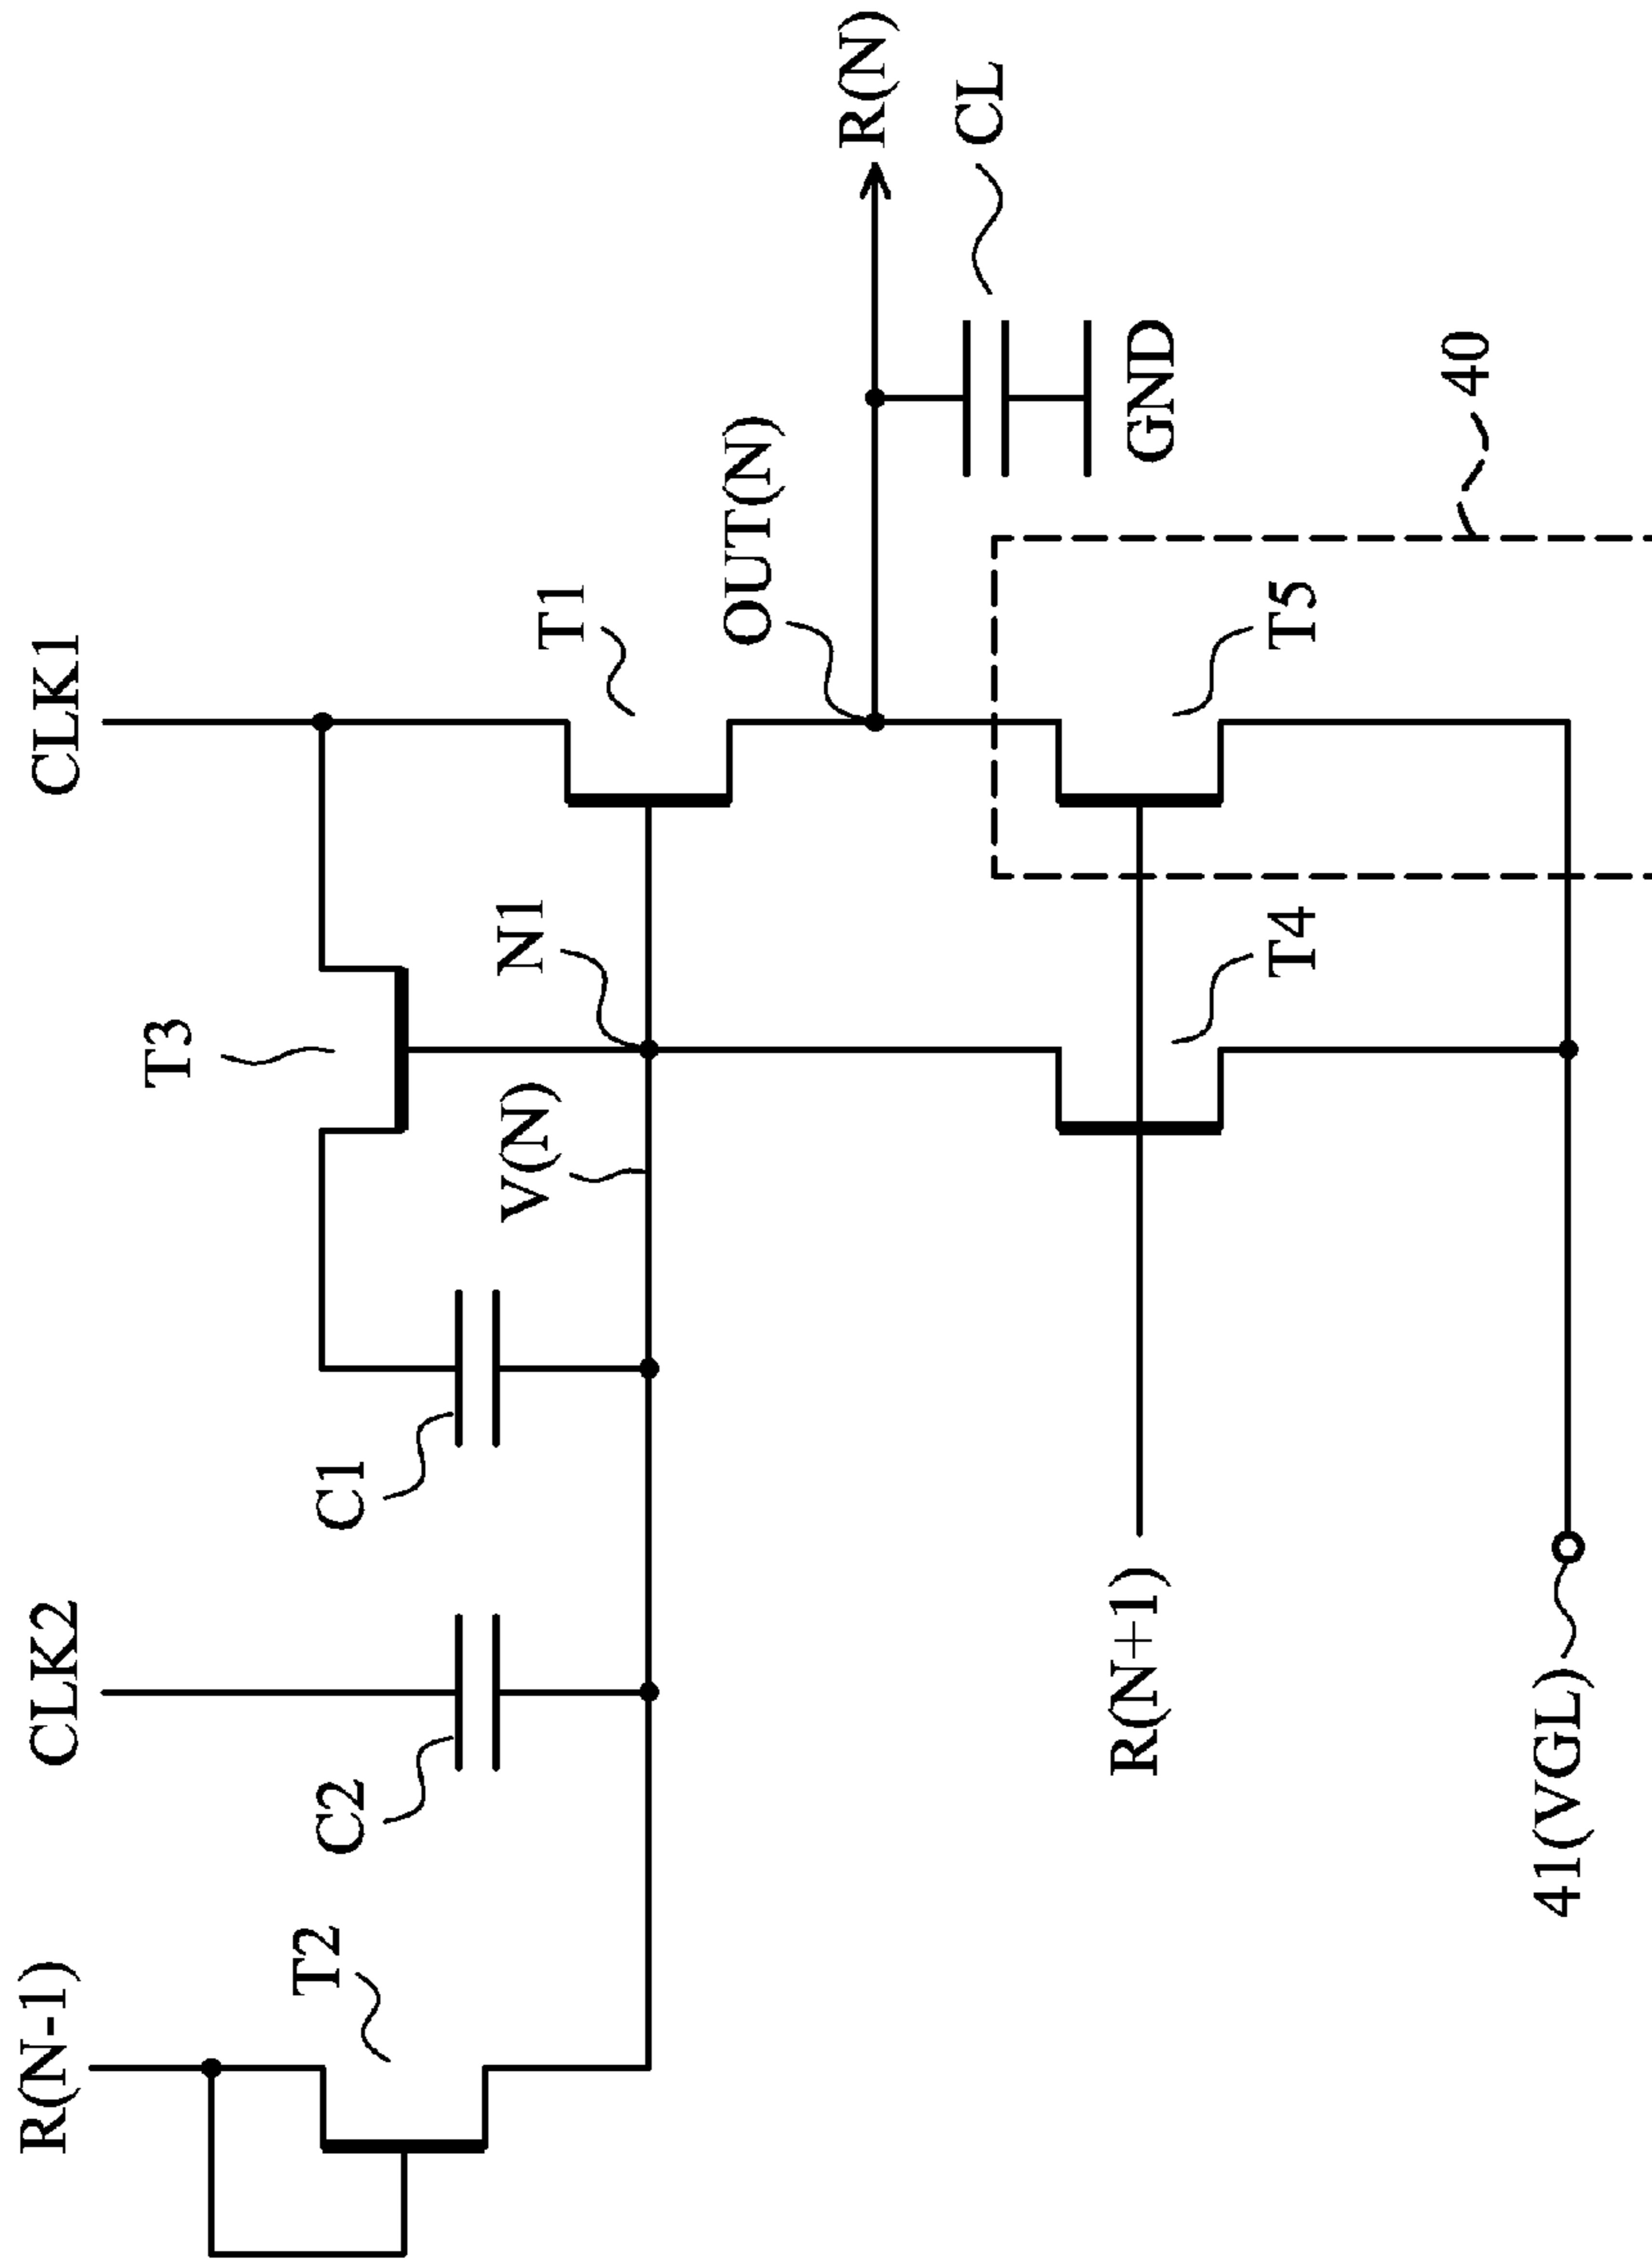 R(N-1)
CLK2
CLK1
T2
C2
C1
T3
T1
V(N)
N1
OUT(N)
R(N)
CL
GND
R(N+1)
T4
T5
40
41(VGL)